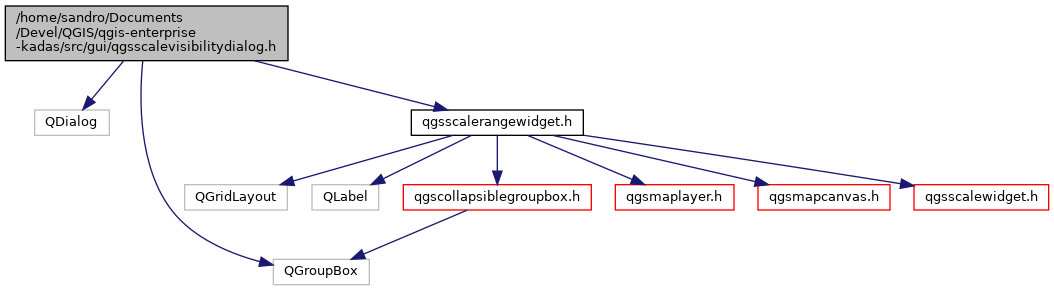 /home/sandro/Documents
/Devel/QGIS/qgis-enterprise
-kadas/src/gui/qgsscalevisibilitydialog.h
QDialog
qgsscalerangewidget.h
QGridLayout
QLabel
qgscollapsiblegroupbox.h
qgsmaplayer.h
qgsmapcanvas.h
qgsscalewidget.h
QGroupBox